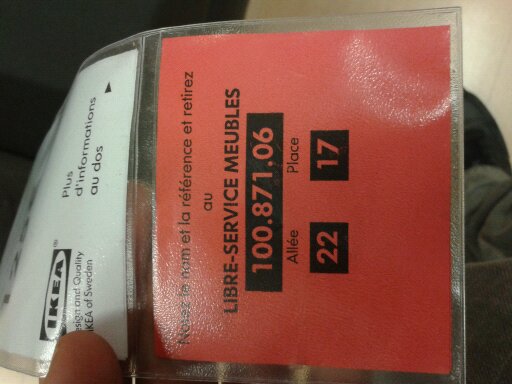 Plus
d'informations
au dos
IKEA®
Design and Quality
IKEA of Sweden
Notez le nom et la référence et retirez
au
LIBRE-SERVICE MEUBLES
100.871.06
Allée Place
22 17